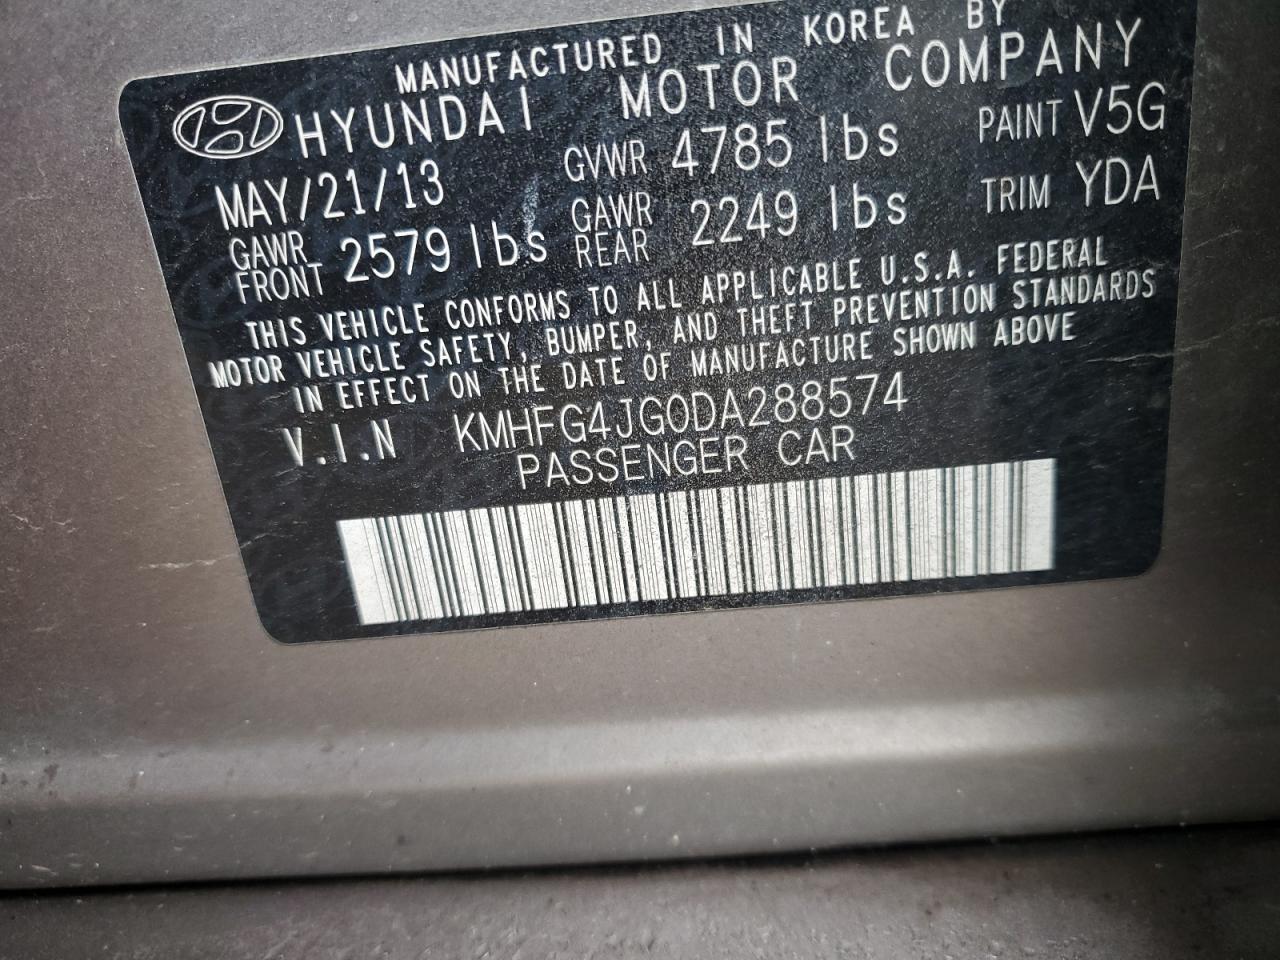 MANUFACTURED IN KOREA BY
HYUNDAI MOTOR COMPANY
MAY/21/13 GVWR 4785 lbs PAINT V5G
GAWR FRONT 2579 lbs GAWR REAR 2249 lbs TRIM YDA
THIS VEHICLE CONFORMS TO ALL APPLICABLE U.S.A. FEDERAL
MOTOR VEHICLE SAFETY, BUMPER, AND THEFT PREVENTION STANDARDS
IN EFFECT ON THE DATE OF MANUFACTURE SHOWN ABOVE
V.I.N KMHFG4JG0DA288574
PASSENGER CAR